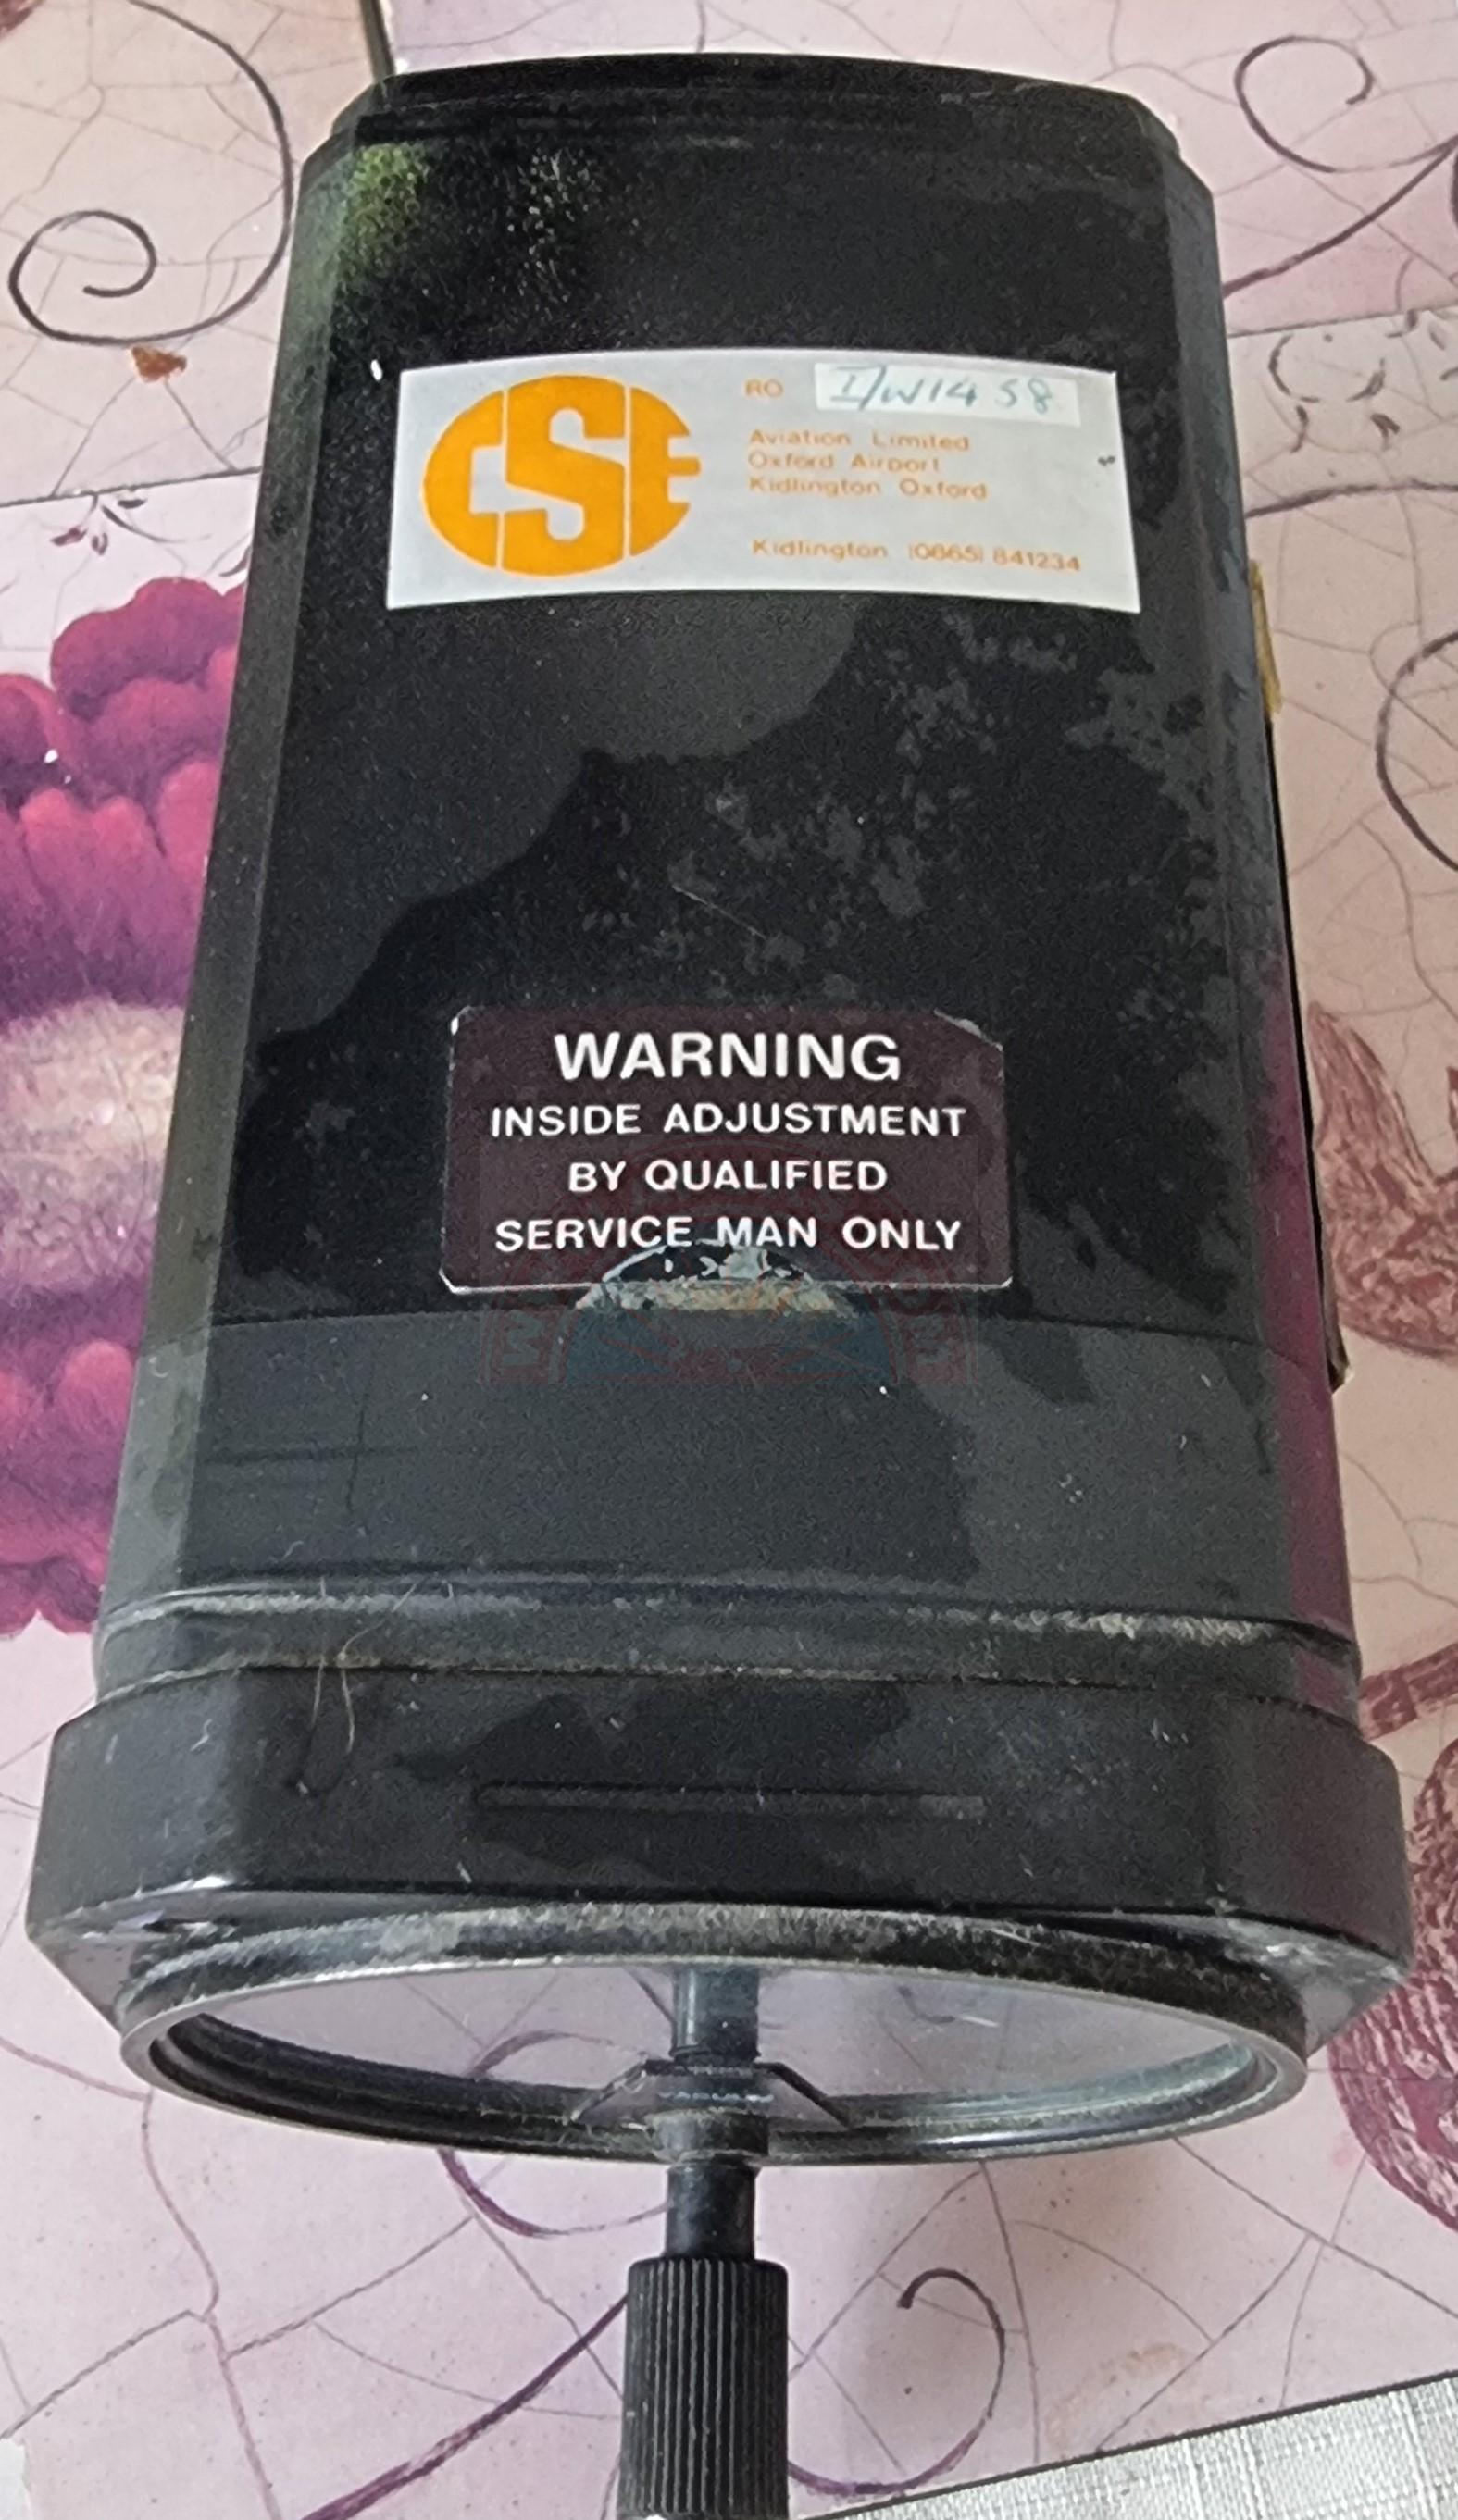 CSE
RO I/W1458
Aviation Limited
Oxford Airport
Kidlington Oxford
Kidlington (0865) 841234
WARNING
INSIDE ADJUSTMENT
BY QUALIFIED
SERVICE MAN ONLY
VACUUM